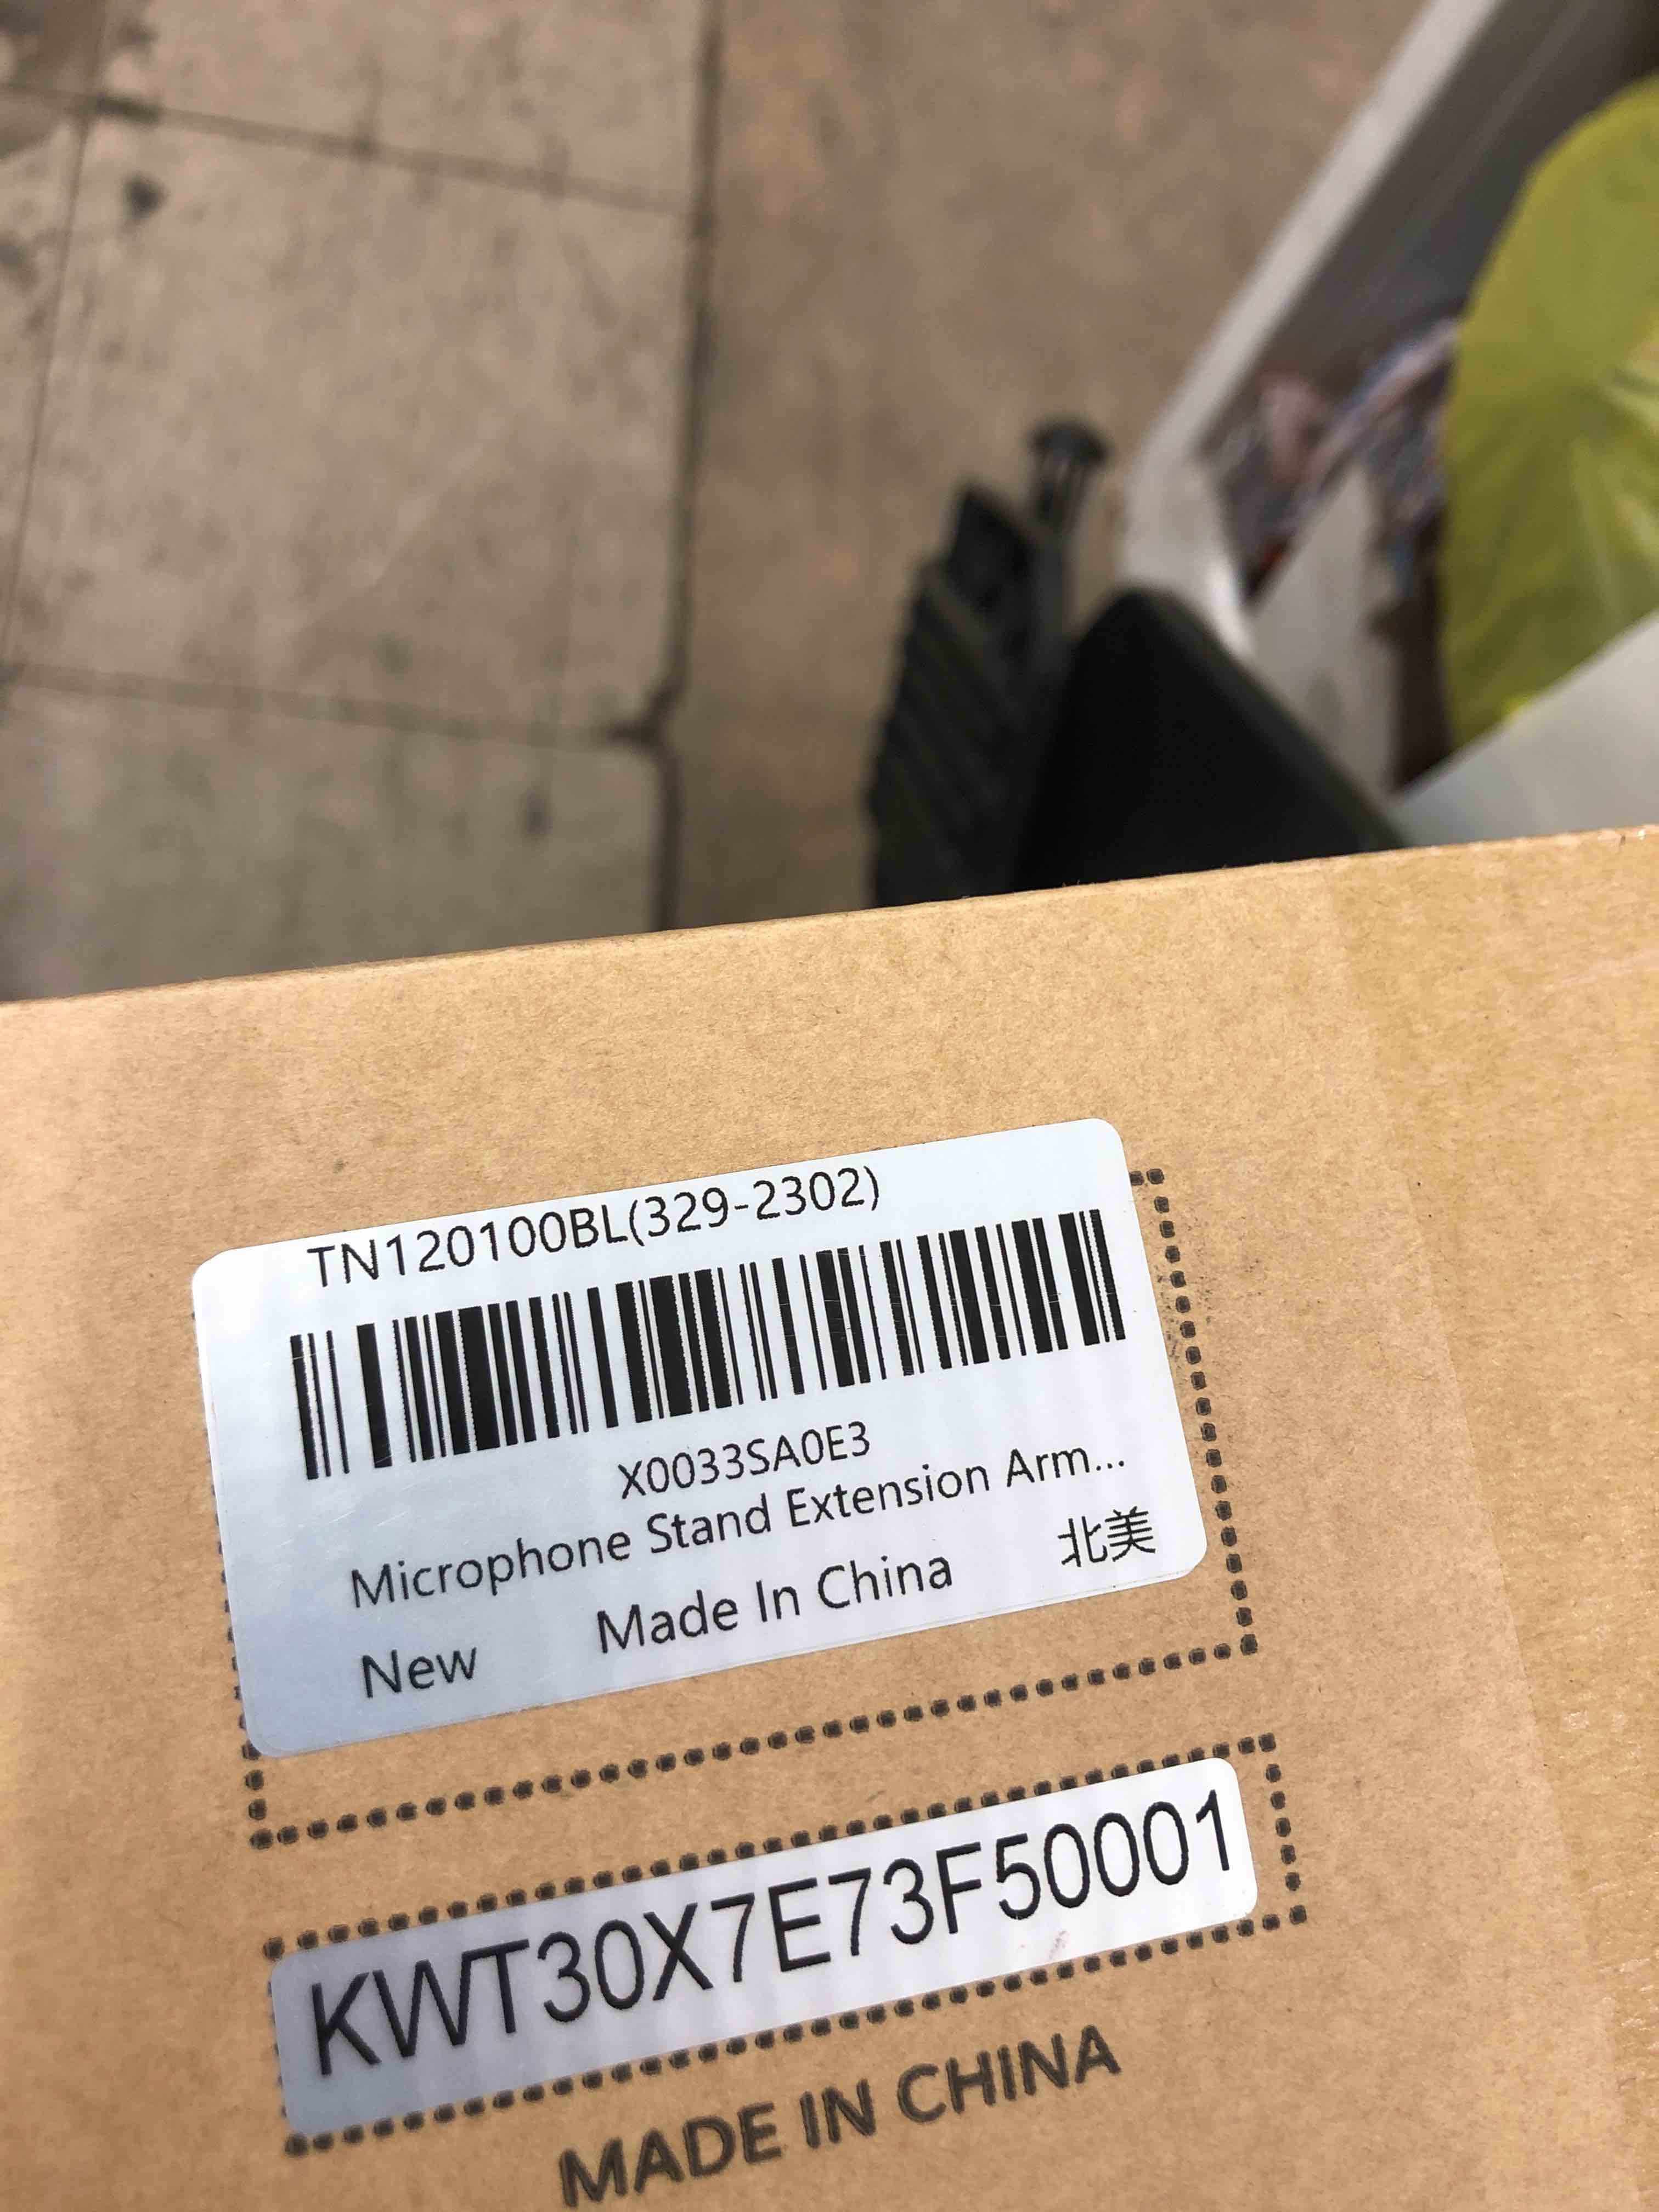 TN120100BL(329-2302)
X0033SA0E3
Microphone Stand Extension Arm...
New Made In China 北美
KWT30X7E73F50001
MADE IN CHINA